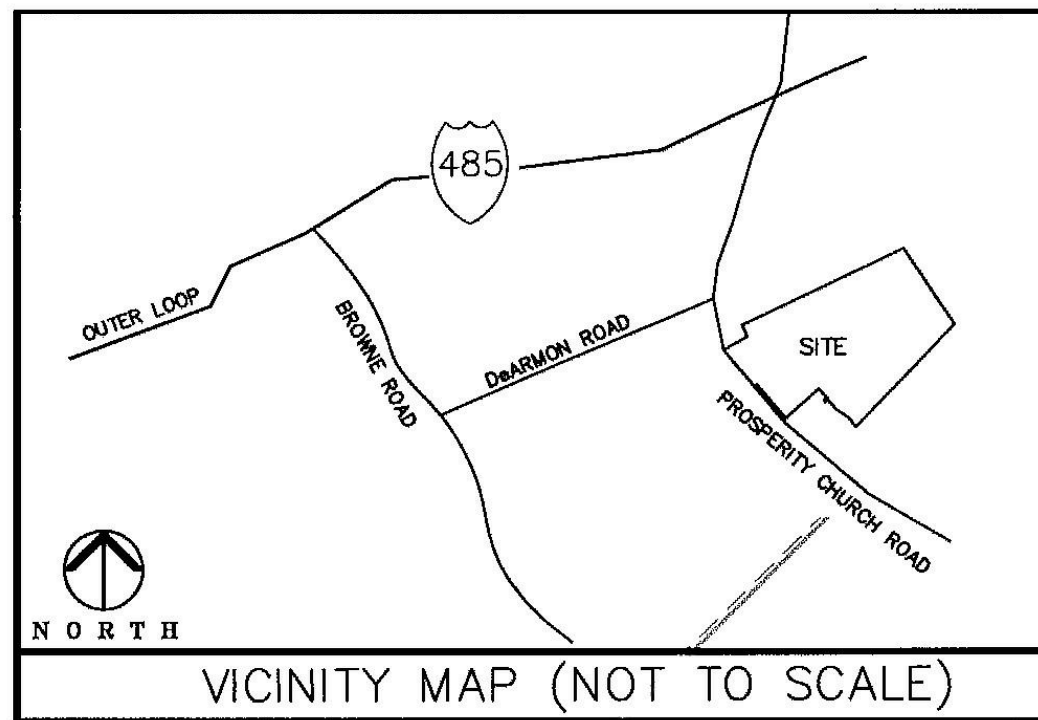 485
OUTER LOOP
BROWNE ROAD
DeARMON ROAD
SITE
PROSPERITY CHURCH ROAD
NORTH
VICINITY MAP (NOT TO SCALE)